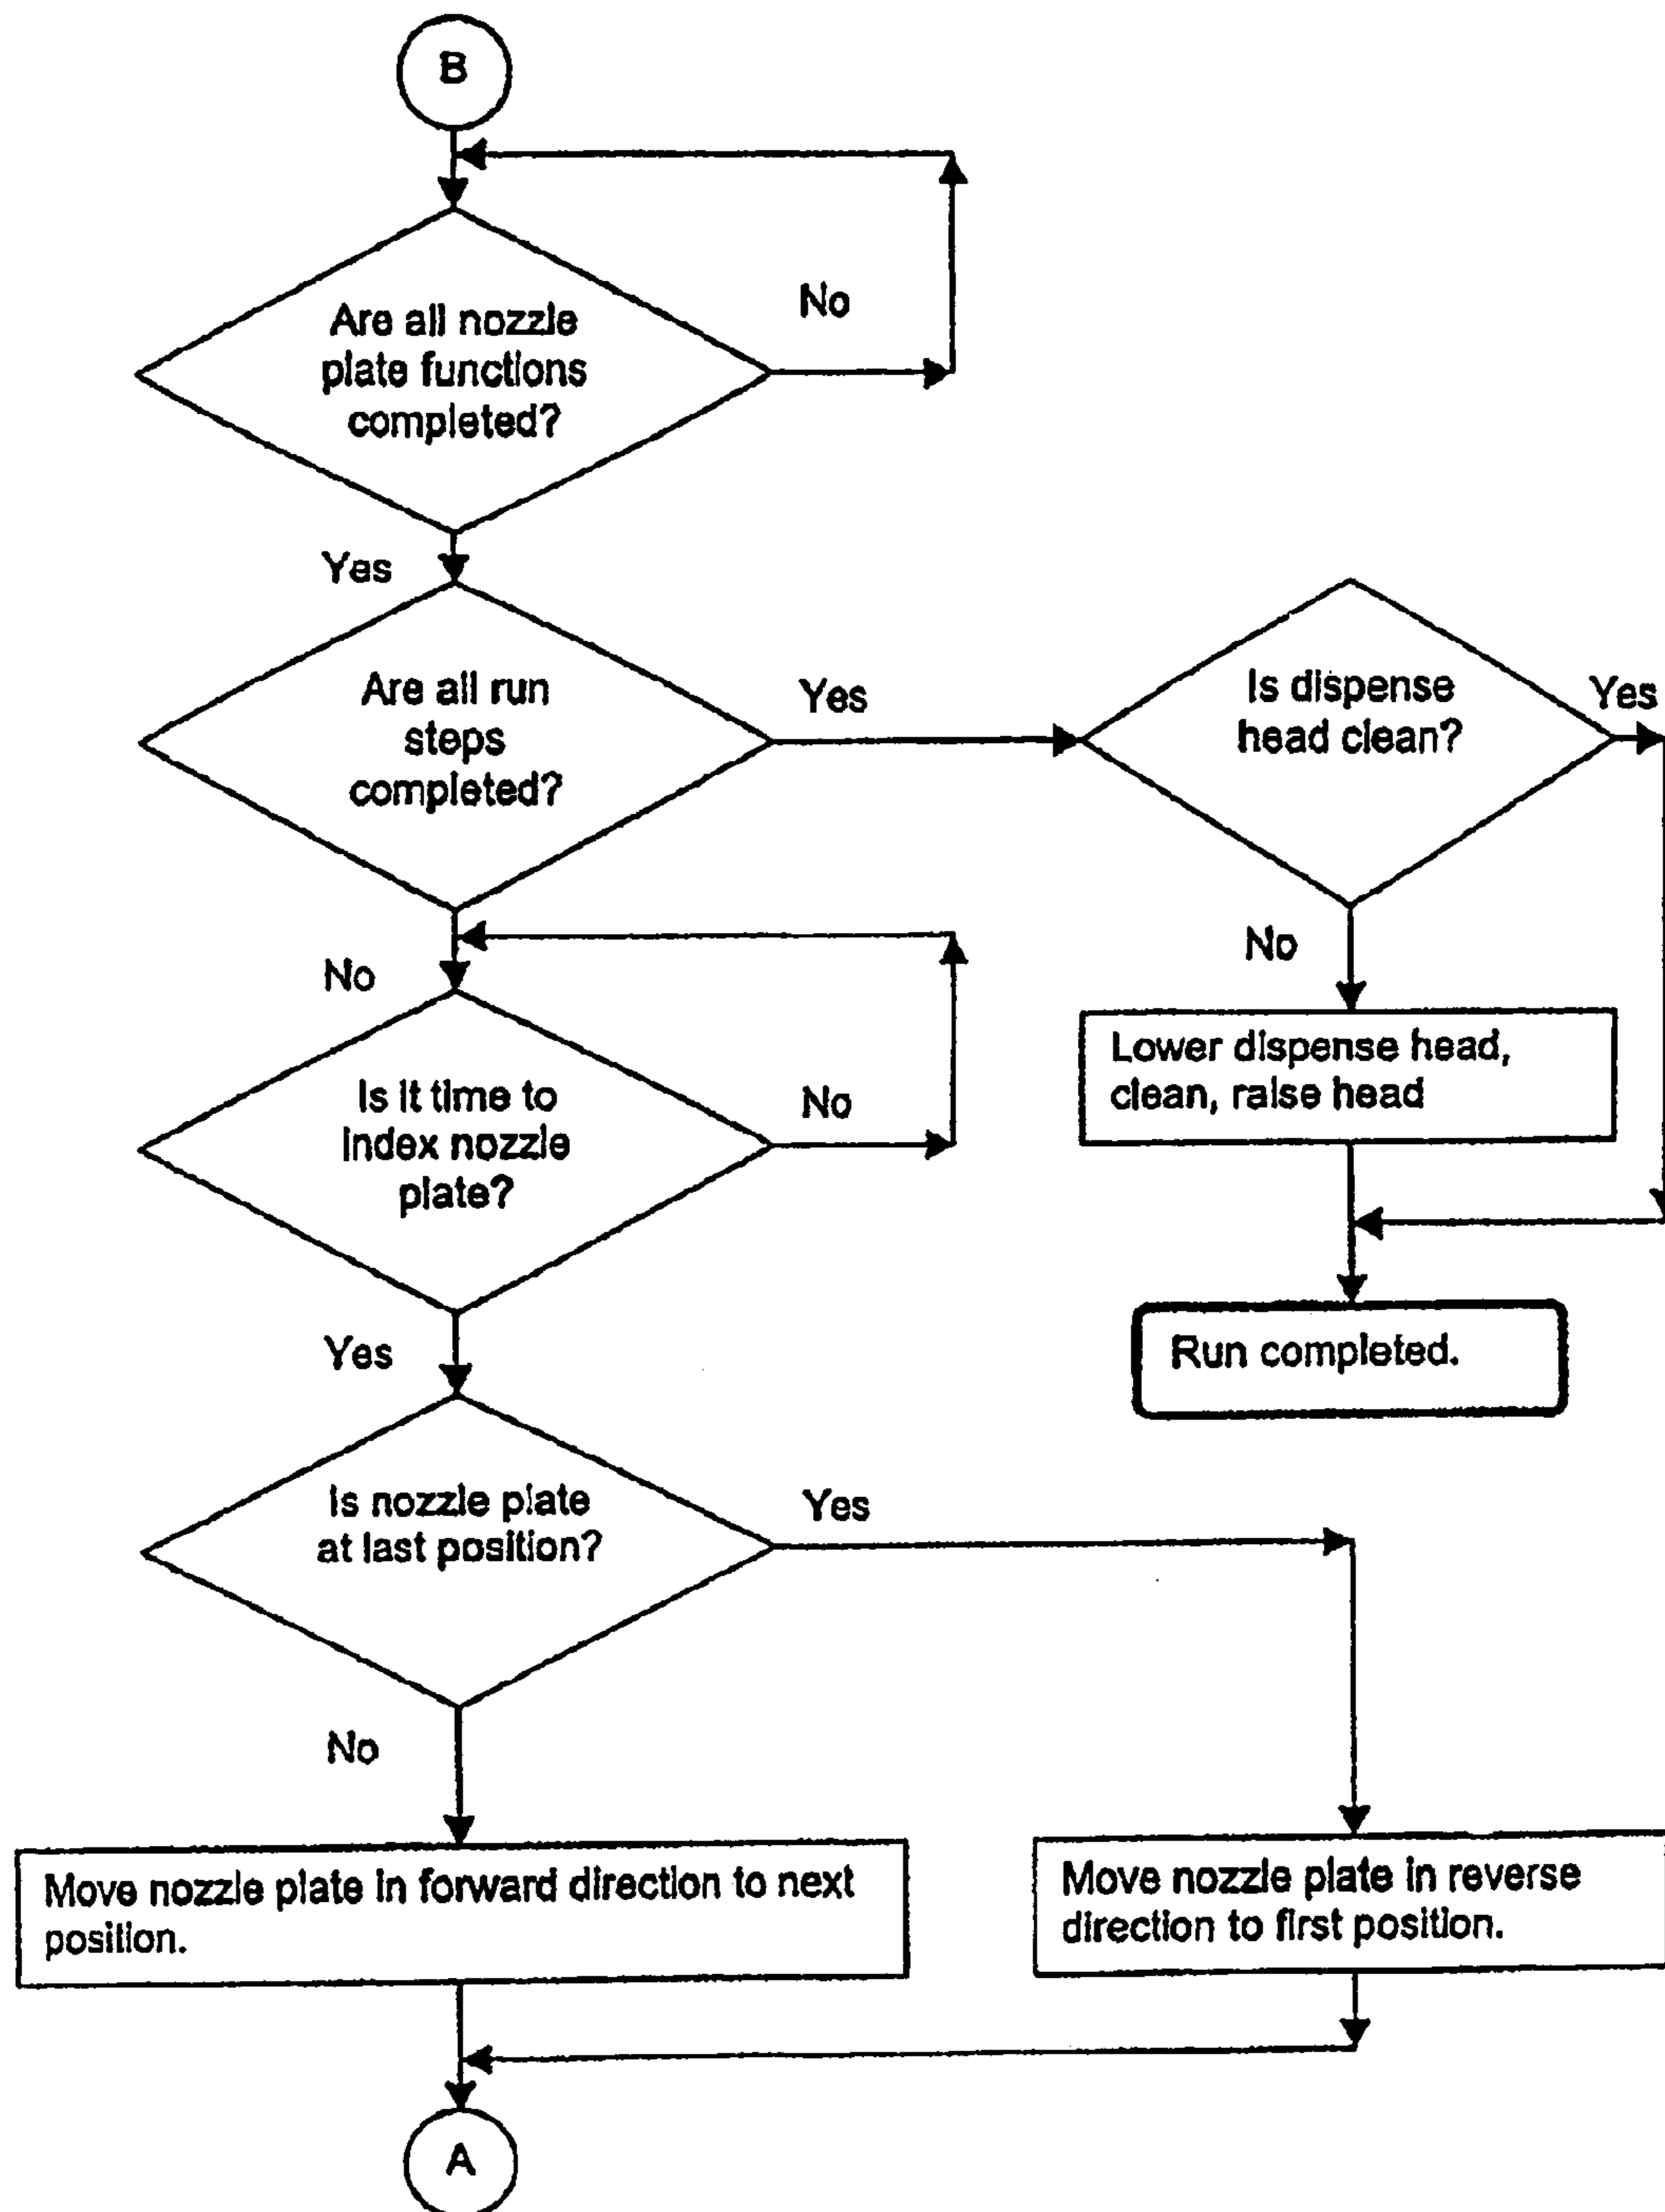 B
Are all nozzle
plate functions
completed?
No
Yes
Are all run
steps
completed?
Yes
Is dispense
head clean?
Yes
No
No
Lower dispense head,
clean, raise head
Is it time to
index nozzle
plate?
No
Yes
Run completed.
Is nozzle plate
at last position?
Yes
No
Move nozzle plate in forward direction to next
position.
Move nozzle plate in reverse
direction to first position.
A